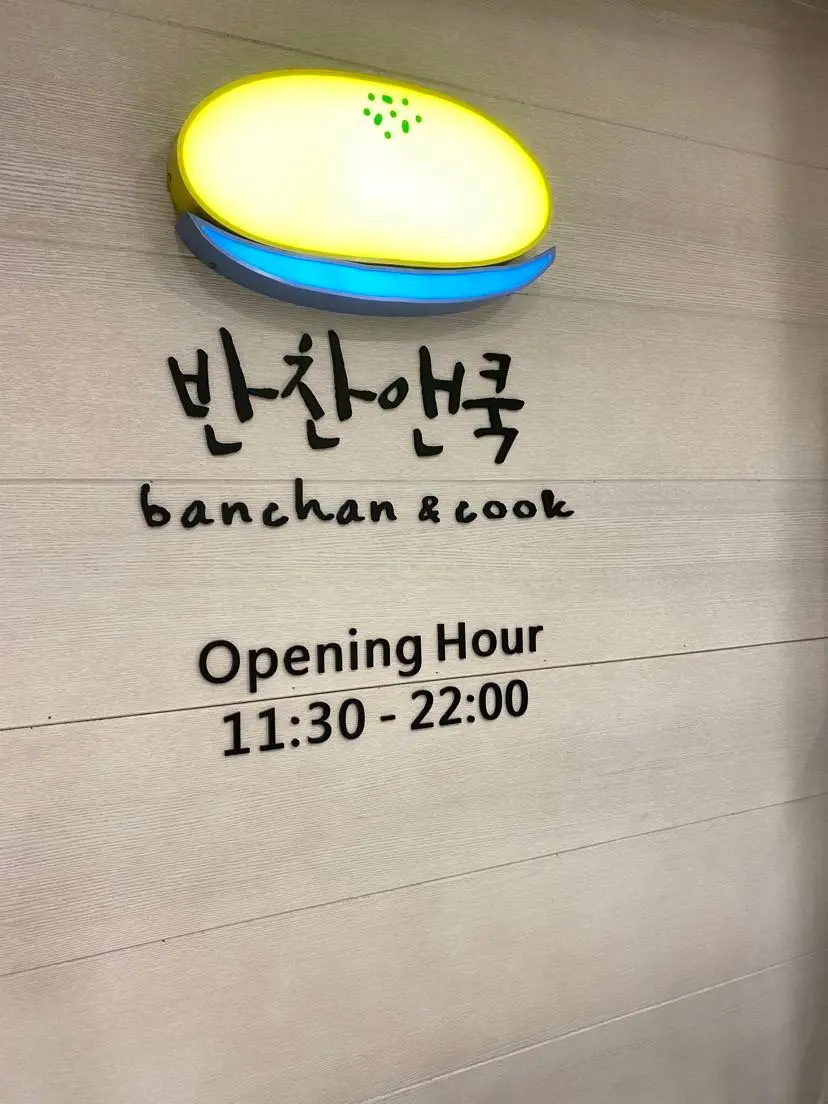 반찬앤쿡
banchan & cook
Opening Hour
11:30 - 22:00